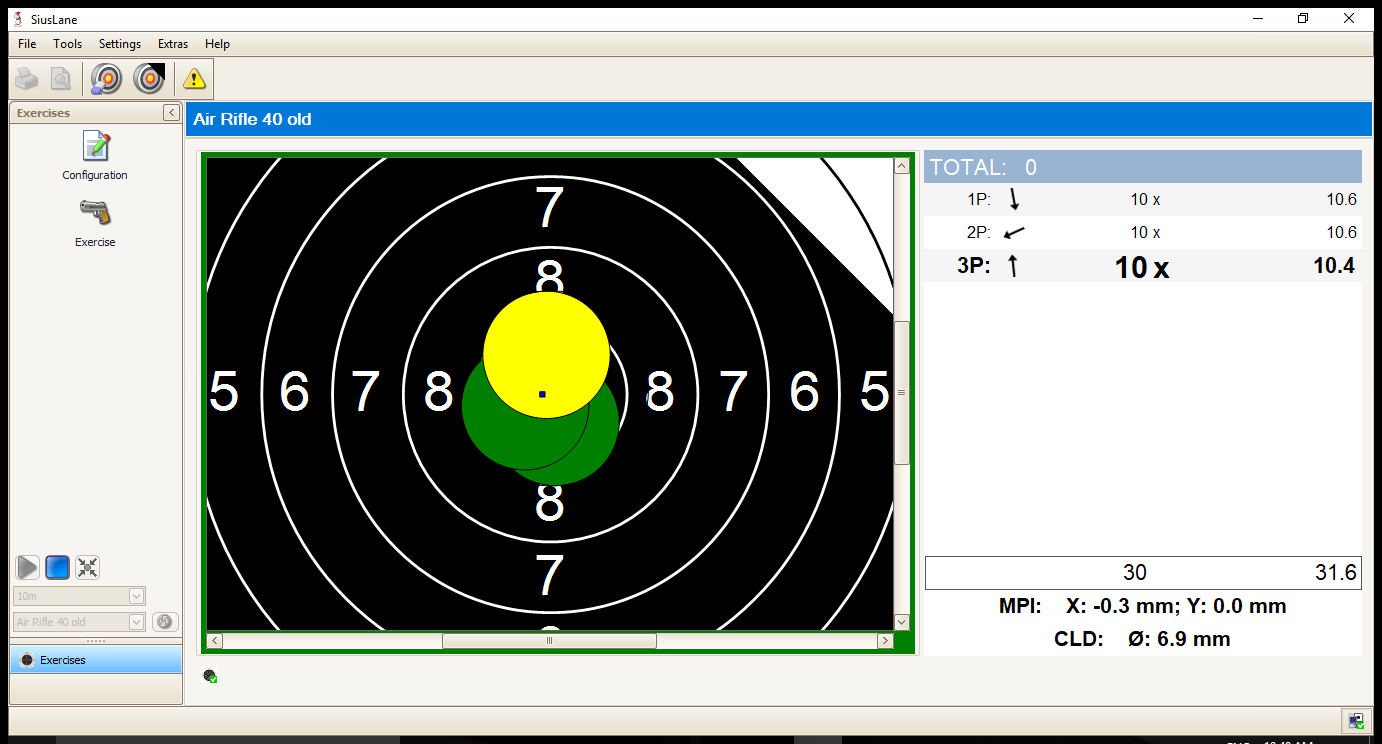 SiusLane
File Tools Settings Extras Help
Exercises
Configuration
Exercise
10m
Air Rifle 40 old
Exercises
Air Rifle 40 old
7
8
5 6 7 8 8 7 6 5
8
7
TOTAL: 0
1P: 10 x 10.6
2P: 10 x 10.6
3P: 10 x 10.4
30 31.6
MPI: X: -0.3 mm; Y: 0.0 mm
CLD: Ø: 6.9 mm